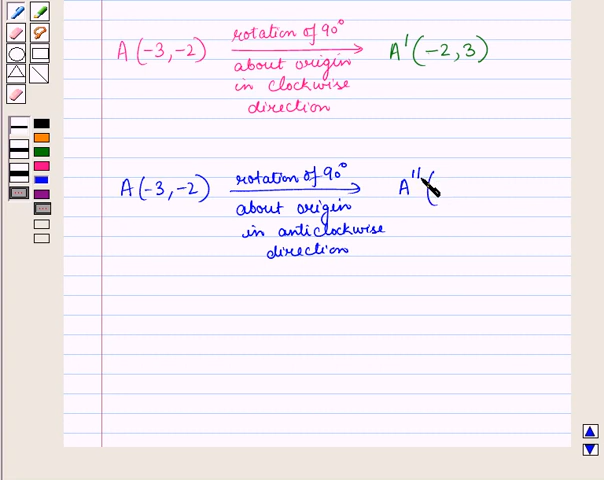 A(-3,-2) rotation of 90° A'(-2,3)
about origin
in clockwise
direction
A(-3,-2) rotation of 90° A''(
about origin
in anticlockwise
direction